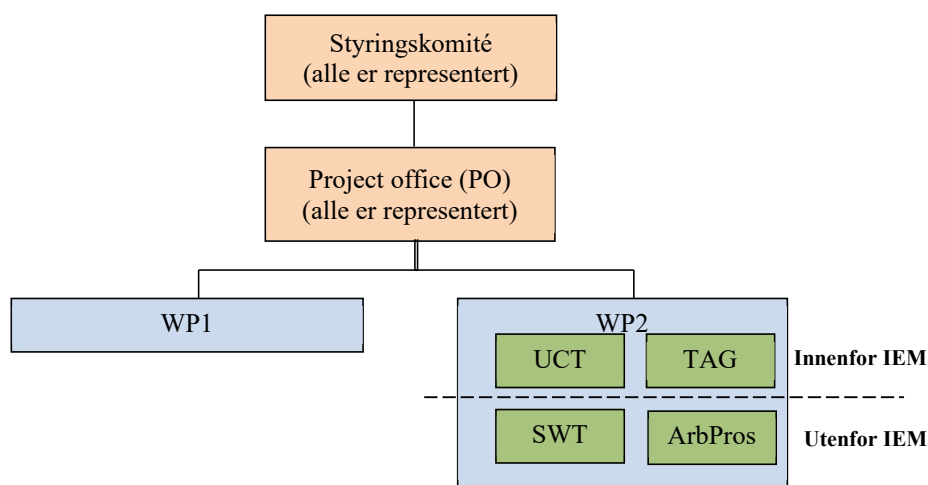 Styringskomité
(alle er representert)
Project office (PO)
(alle er representert)
WP1
WP2
UCT
TAG
Innenfor IEM
SWT
ArbPros
Utenfor IEM